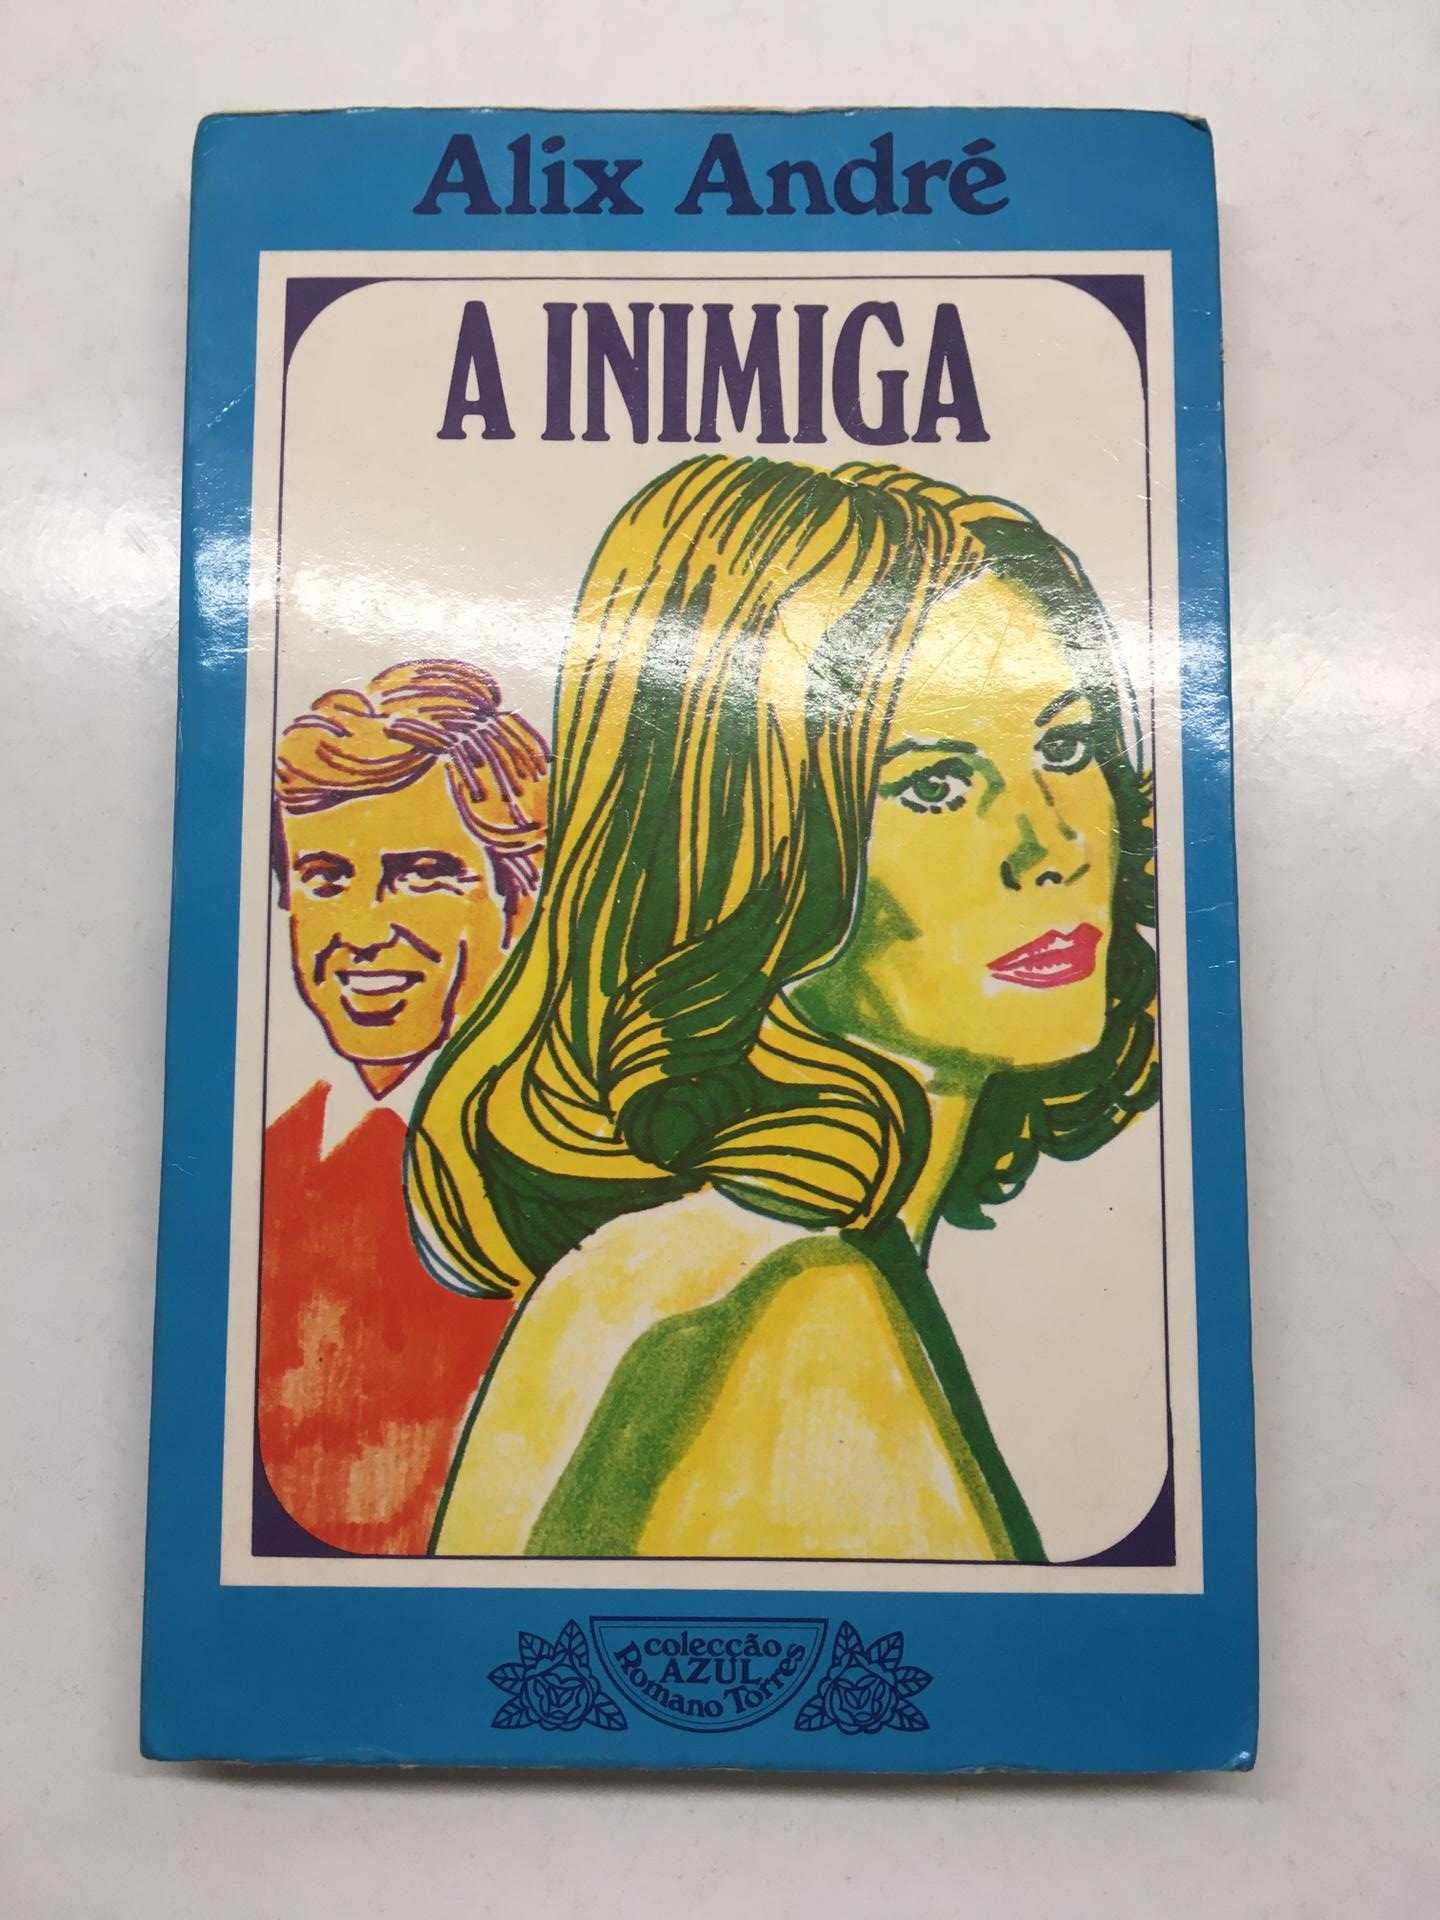 Alix André
A INIMIGA
colecção
AZUL
Romano Torres